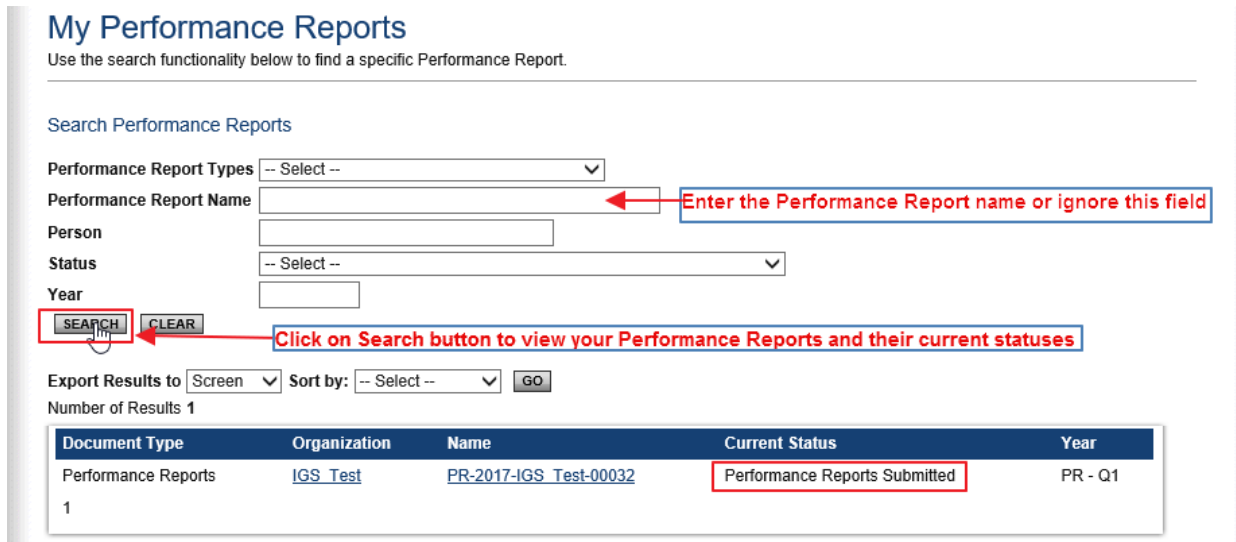 My Performance Reports
Use the search functionality below to find a specific Performance Report.
Search Performance Reports
Performance Report Types -- Select --
Performance Report Name Enter the Performance Report name or ignore this field
Person
Status -- Select --
Year
SEARCH CLEAR
Click on Search button to view your Performance Reports and their current statuses
Export Results to Screen Sort by: -- Select -- GO
Number of Results 1
Document Type Organization Name Current Status Year
Performance Reports IGS_Test PR-2017-IGS_Test-00032 Performance Reports Submitted PR - Q1
1